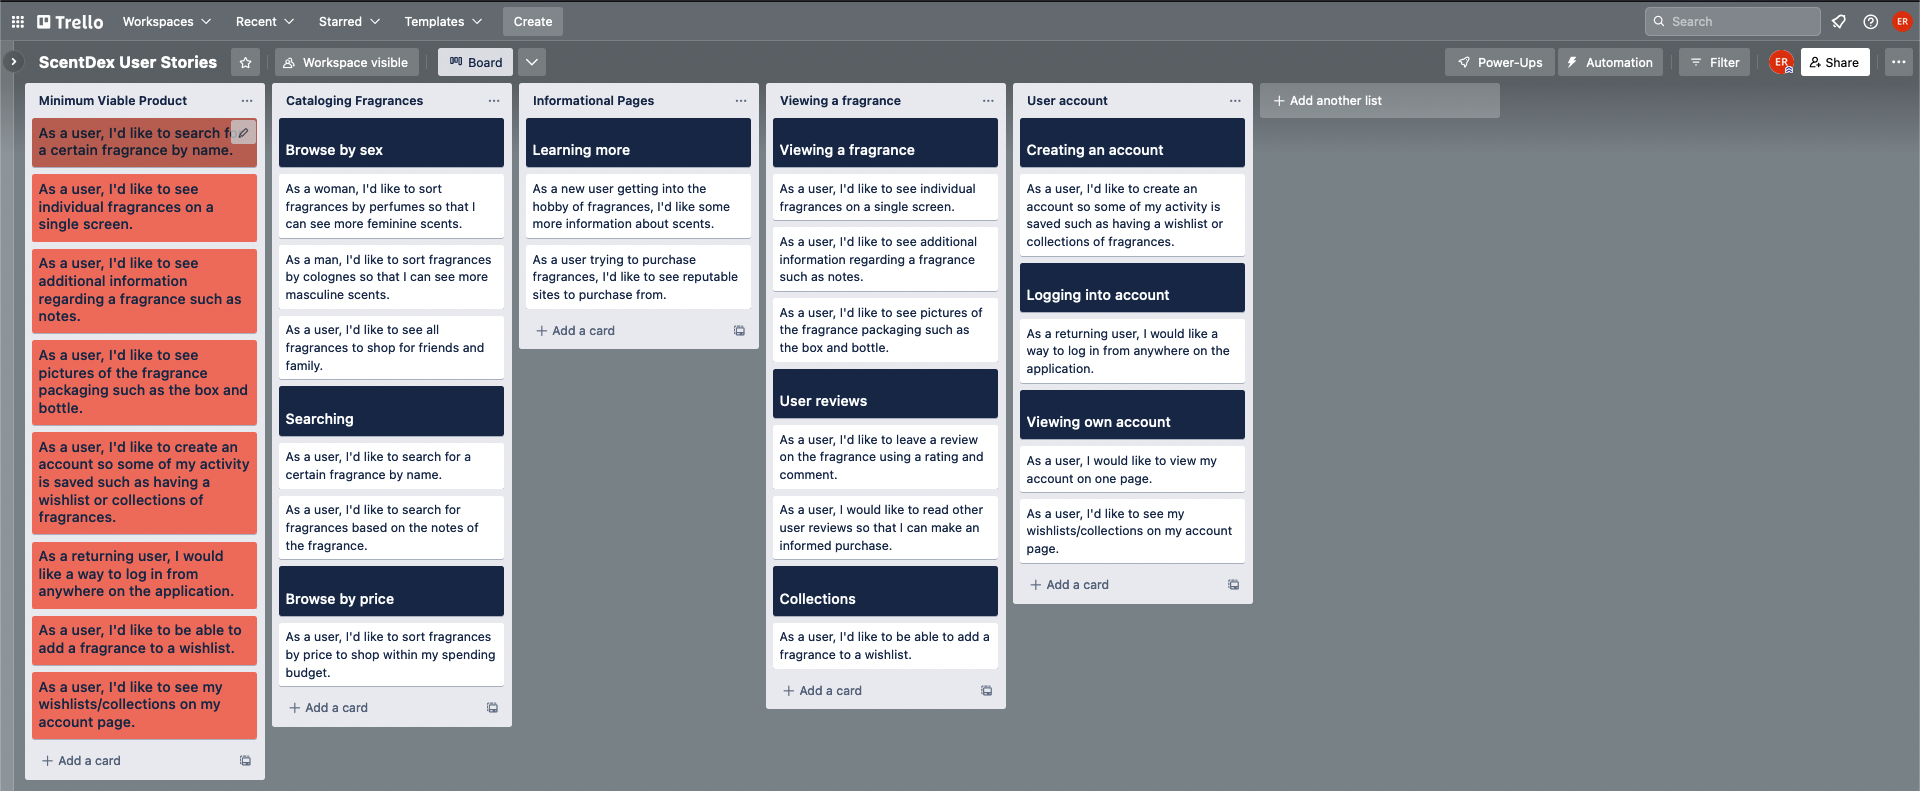 Trello
Workspaces
Recent
Starred
Templates
Create
Search
ER
ScentDex User Stories
Workspace visible
Board
Power-Ups
Automation
Filter
ER
Share
Minimum Viable Product
As a user, I'd like to search
a certain fragrance by name.
As a user, I'd like to see
individual fragrances on a
single screen.
As a user, I'd like to see
additional information
regarding a fragrance such as
notes.
As a user, I'd like to see
pictures of the fragrance
packaging such as the box and
bottle.
As a user, I'd like to create an
account so some of my activity
is saved such as having a
wishlist or collections of
fragrances.
As a returning user, I would
like a way to log in from
anywhere on the application.
As a user, I'd like to be able to
add a fragrance to a wishlist.
As a user, I'd like to see my
wishlists/collections on my
account page.
+ Add a card
Cataloging Fragrances
Browse by sex
As a woman, I'd like to sort
fragrances by perfumes so that I
can see more feminine scents.
As a man, I'd like to sort fragrances
by colognes so that I can see more
masculine scents.
As a user, I'd like to see all
fragrances to shop for friends and
family.
Searching
As a user, I'd like to search for a
certain fragrance by name.
As a user, I'd like to search for
fragrances based on the notes of
the fragrance.
Browse by price
As a user, I'd like to sort fragrances
by price to shop within my spending
budget.
+ Add a card
Informational Pages
Learning more
As a new user getting into the
hobby of fragrances, I'd like some
more information about scents.
As a user trying to purchase
fragrances, I'd like to see reputable
sites to purchase from.
+ Add a card
Viewing a fragrance
Viewing a fragrance
As a user, I'd like to see individual
fragrances on a single screen.
As a user, I'd like to see additional
information regarding a fragrance
such as notes.
As a user, I'd like to see pictures of
the fragrance packaging such as
the box and bottle.
User reviews
As a user, I'd like to leave a review
on the fragrance using a rating and
comment.
As a user, I would like to read other
user reviews so that I can make an
informed purchase.
Collections
As a user, I'd like to be able to add a
fragrance to a wishlist.
+ Add a card
User account
Creating an account
As a user, I'd like to create an
account so some of my activity is
saved such as having a wishlist or
collections of fragrances.
Logging into account
As a returning user, I would like a
way to log in from anywhere on the
application.
Viewing own account
As a user, I would like to view my
account on one page.
As a user, I'd like to see my
wishlists/collections on my account
page.
+ Add a card
+ Add another list